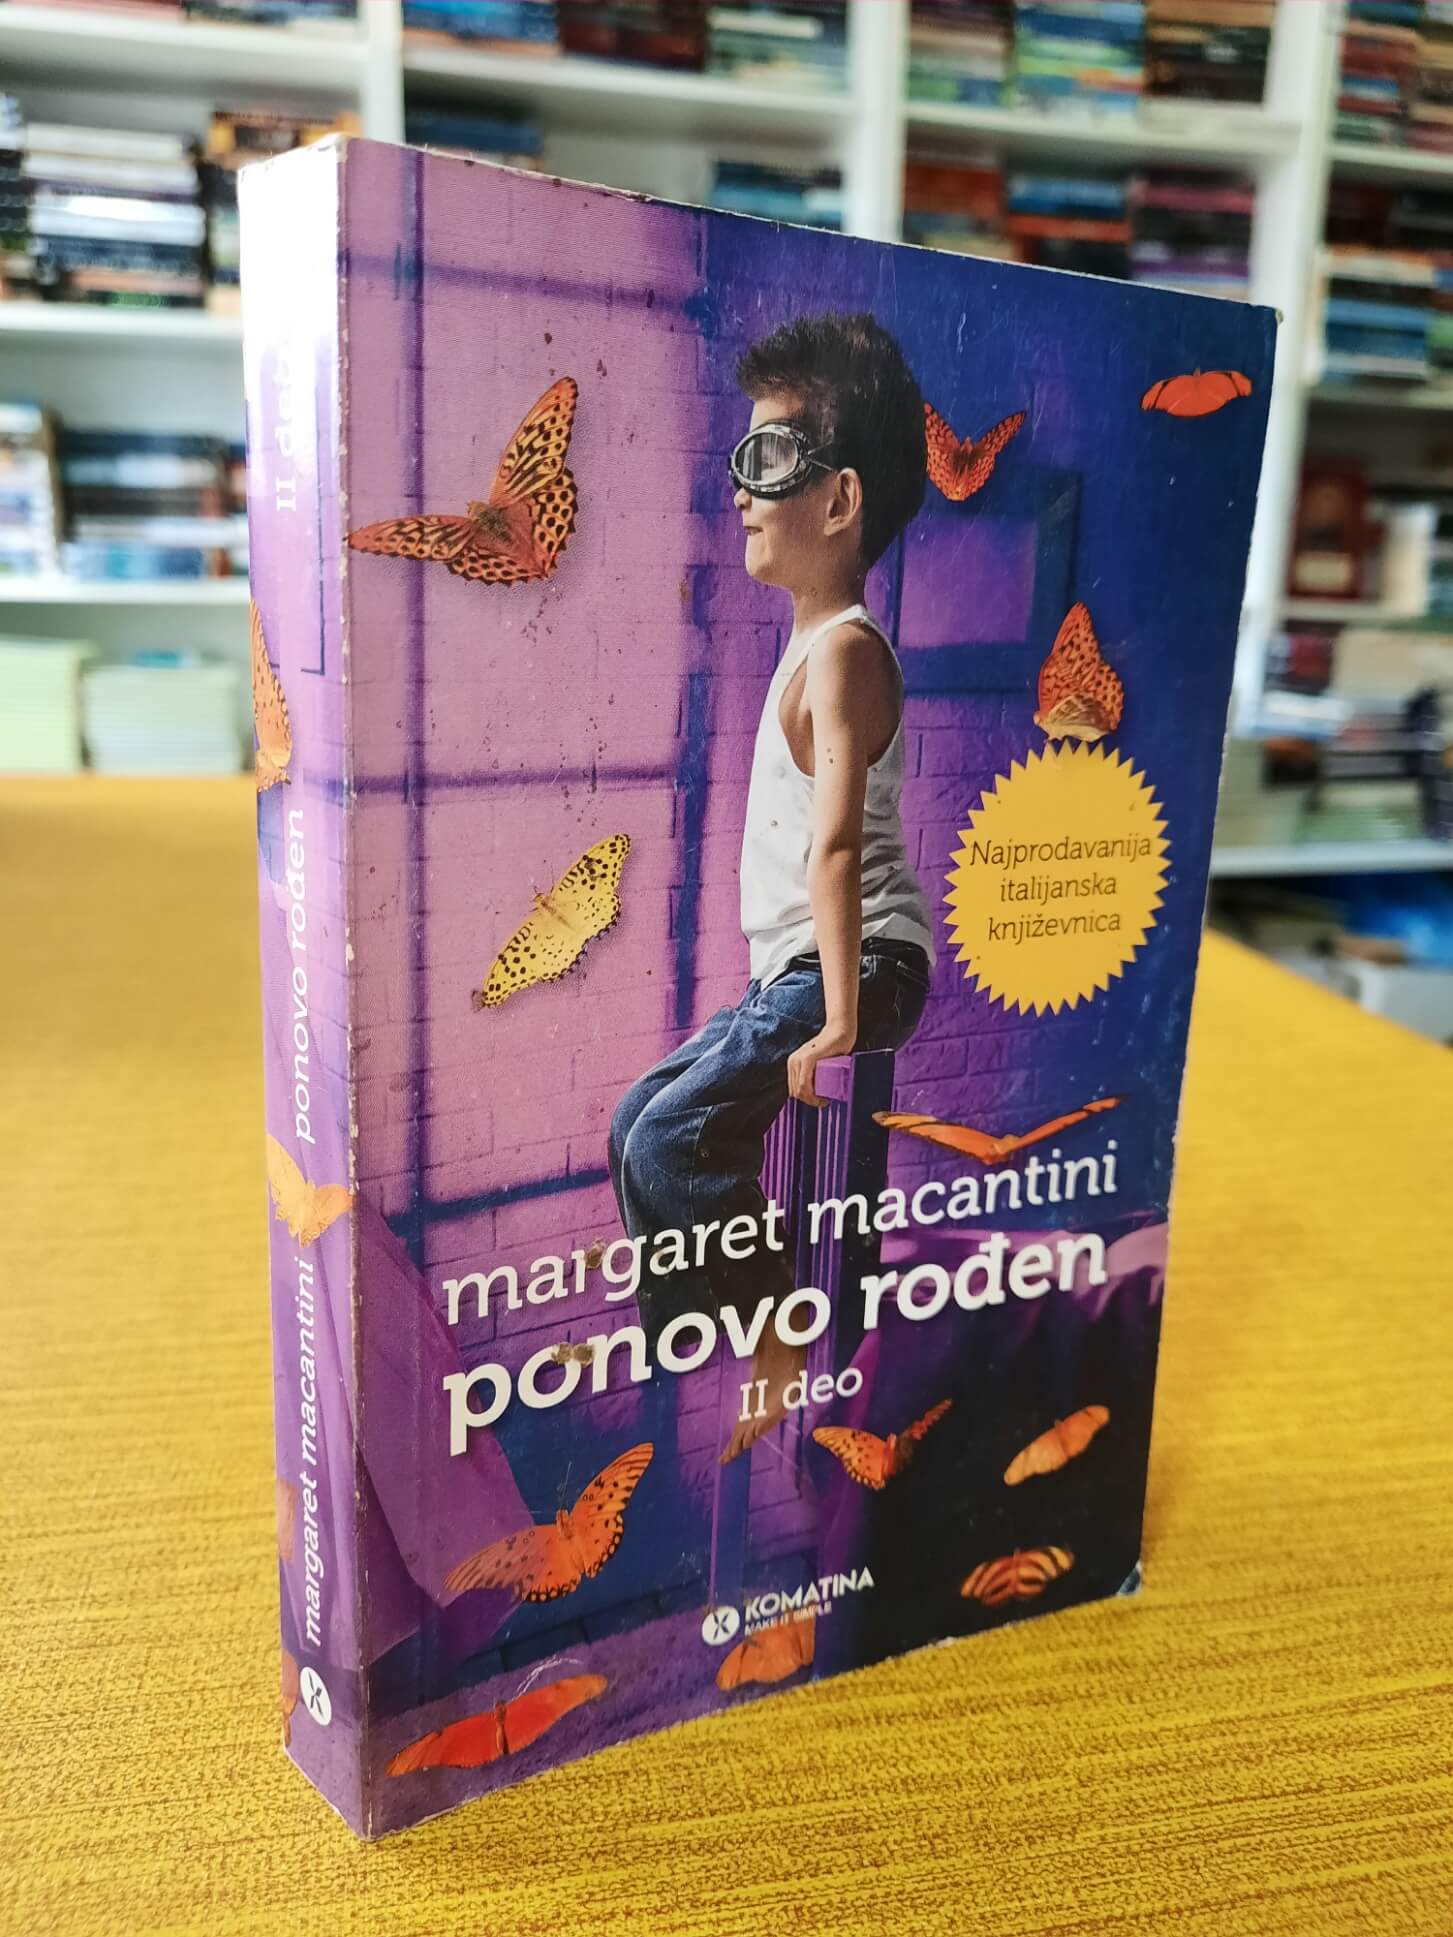 Najprodavanija
italijanska
književnica
margaret macantini
ponovo rođen
II deo
KOMATINA
MAKE IT SIMPLE
margaret macantini
ponovo rođen
II deo